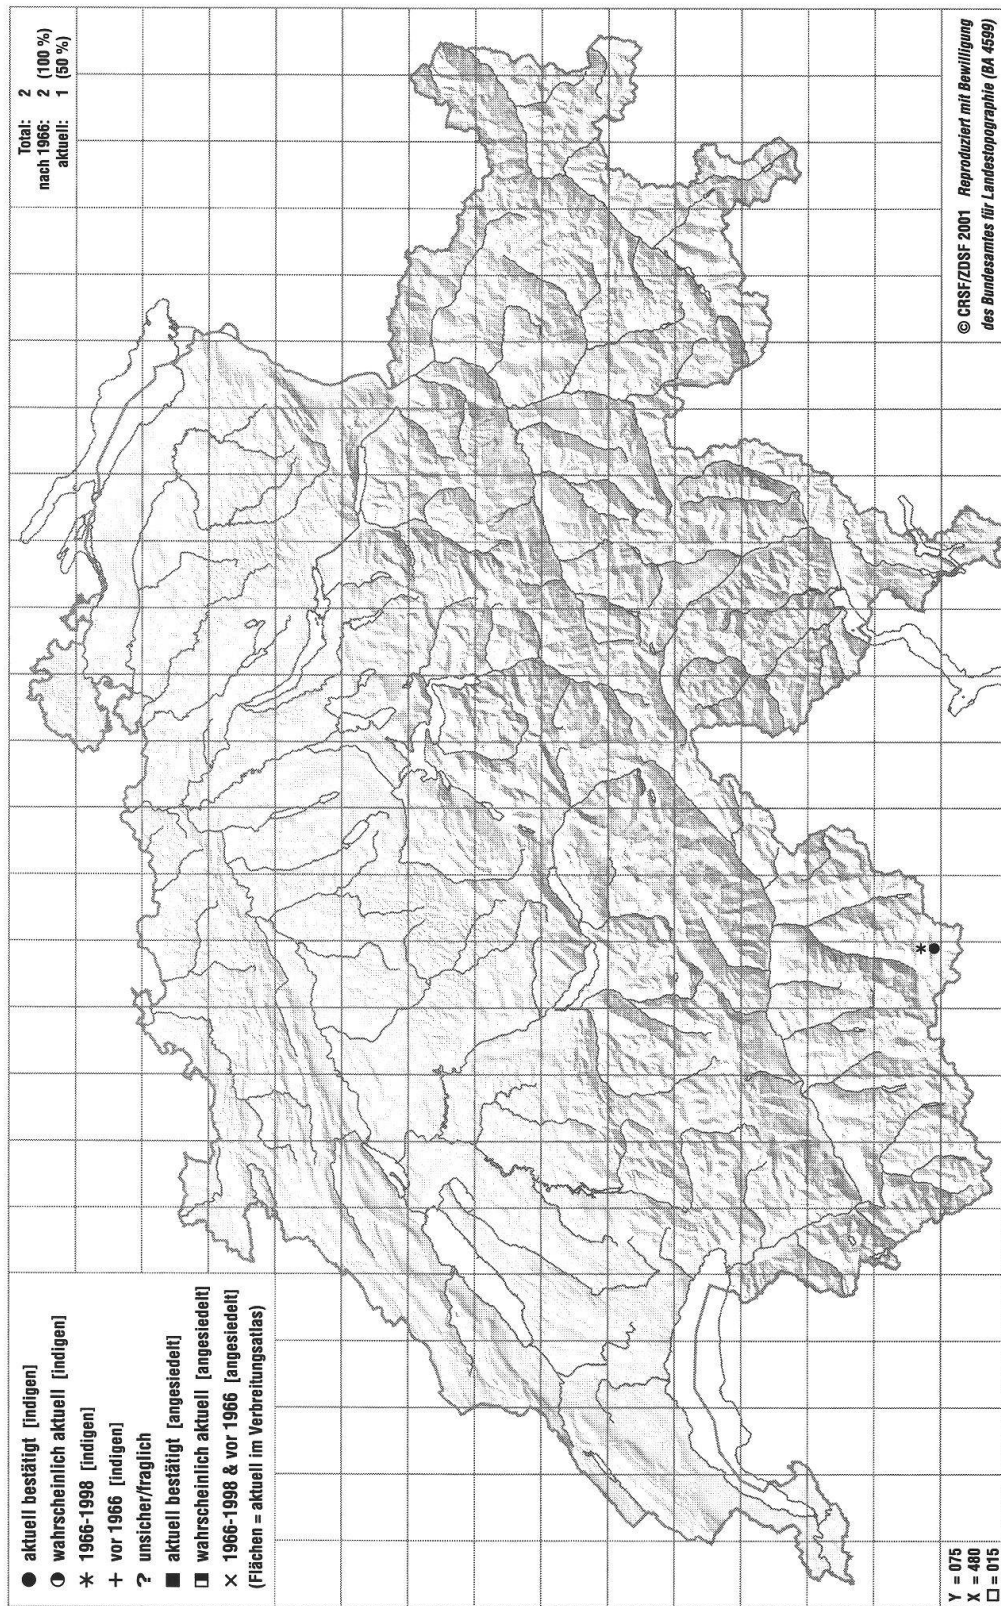 ● aktuell bestätigt [indigen]
◐ wahrscheinlich aktuell [indigen]
∗ 1966-1998 [indigen]
+ vor 1966 [indigen]
? unsicher/fraglich
■ aktuell bestätigt [angesiedelt]
◨ wahrscheinlich aktuell [angesiedelt]
× 1966-1998 & vor 1966 [angesiedelt]
(Flächen = aktuell im Verbreitungsatlas)
Total: 2
nach 1966: 2 (100 %)
aktuell: 1 (50 %)
Y = 075
X = 480
□ = 015
© CRSF/ZDSF 2001 Reproduziert mit Bewilligung
des Bundesamtes für Landestopographie (BA 4599)